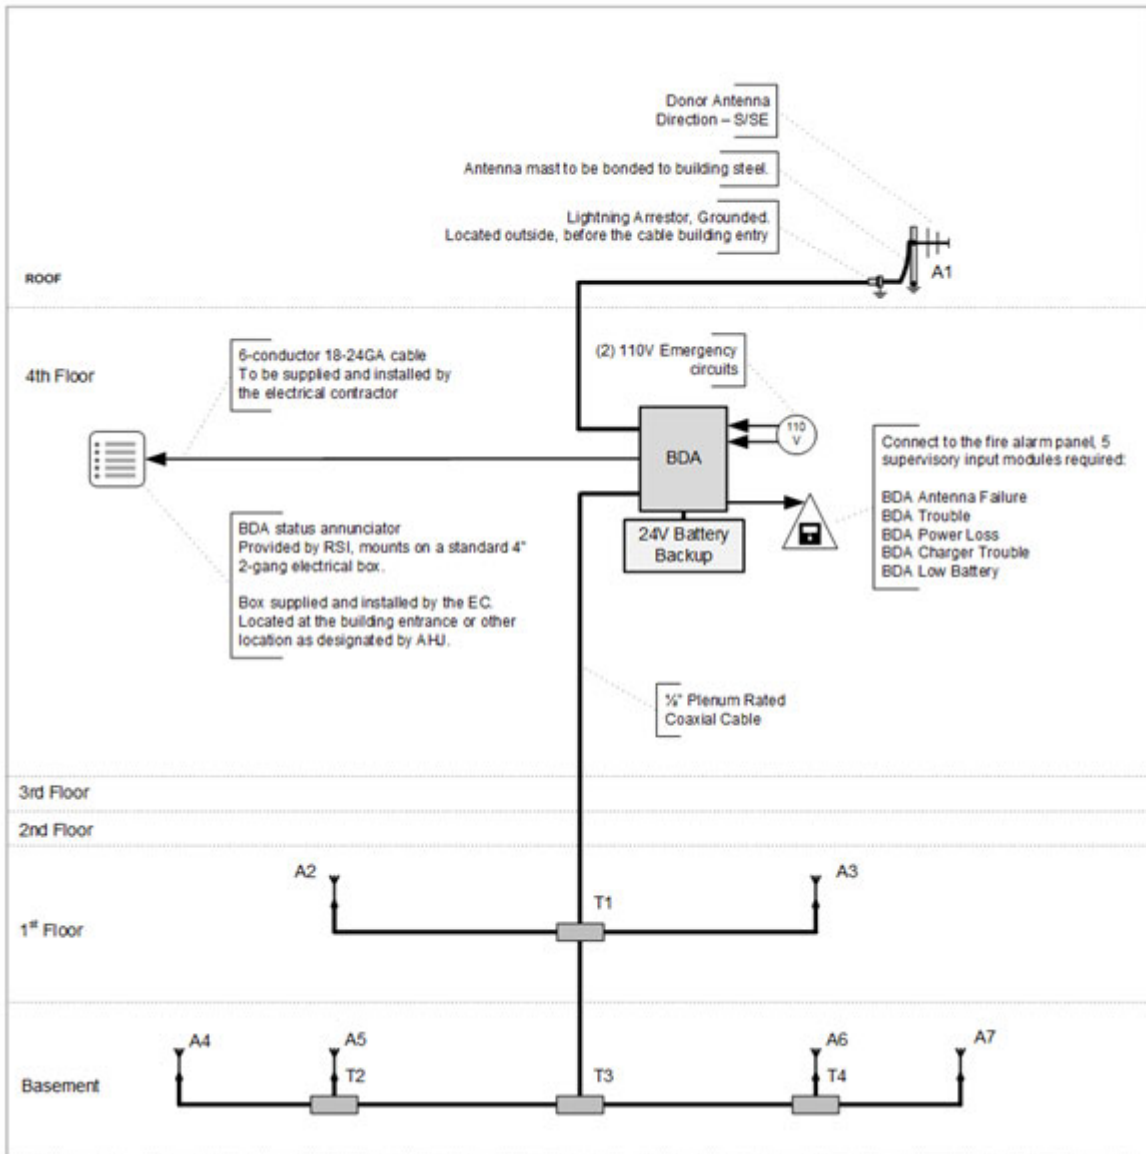 Donor Antenna
Direction – S/SE
Antenna mast to be bonded to building steel.
Lightning Arrestor, Grounded.
Located outside, before the cable building entry
A1
ROOF
4th Floor
6-conductor 18-24GA cable
To be supplied and installed by
the electrical contractor
(2) 110V Emergency
circuits
110
V
BDA
Connect to the fire alarm panel, 5
supervisory input modules required:
BDA Antenna Failure
BDA Trouble
BDA Power Loss
BDA Charger Trouble
BDA Low Battery
24V Battery
Backup
BDA status annunciator
Provided by RSI, mounts on a standard 4"
2-gang electrical box.
Box supplied and installed by the EC.
Located at the building entrance or other
location as designated by AHJ.
½" Plenum Rated
Coaxial Cable
3rd Floor
2nd Floor
A2
A3
T1
1st Floor
A4
A5
A6
A7
T2
T3
T4
Basement